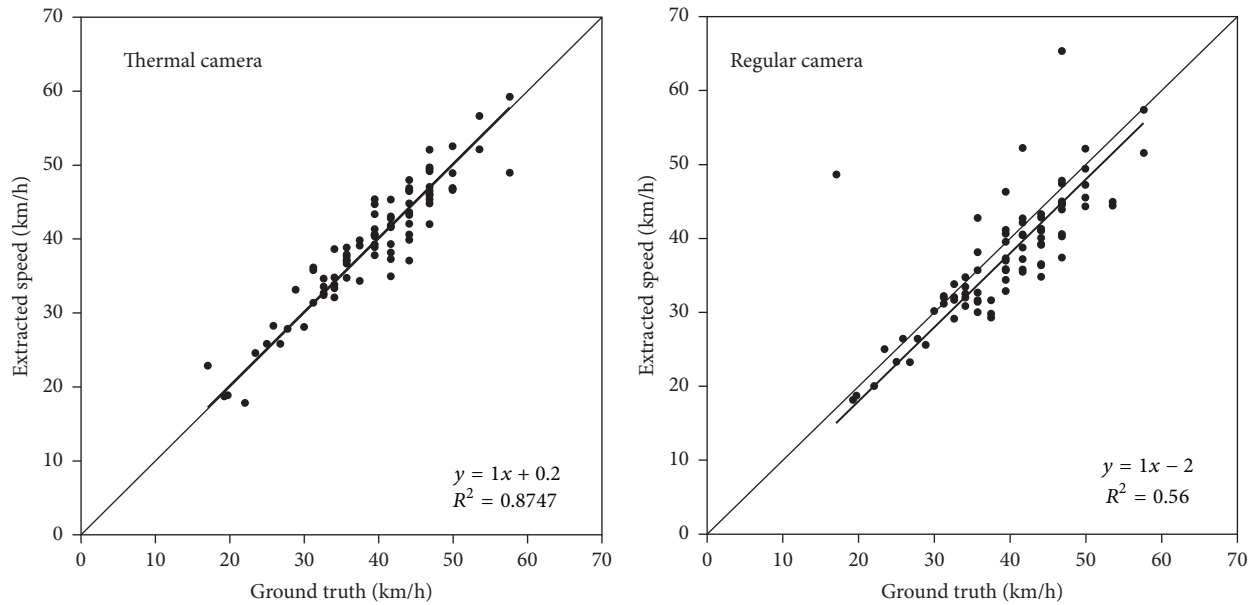 Thermal camera
70
60
50
40
30
20
10
0
Extracted speed (km/h)
y = 1x + 0.2
R² = 0.8747
0 10 20 30 40 50 60 70
Ground truth (km/h)
Regular camera
70
60
50
40
30
20
10
0
Extracted speed (km/h)
y = 1x − 2
R² = 0.56
0 10 20 30 40 50 60 70
Ground truth (km/h)